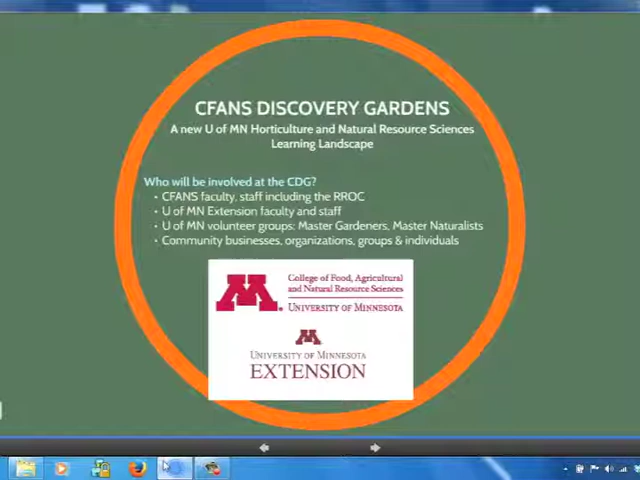 CFANS DISCOVERY GARDENS
A new U of MN Horticulture and Natural Resource Sciences
Learning Landscape
Who will be involved at the CDG?
• CFANS faculty, staff including the RROC
• U of MN Extension faculty and staff
• U of MN volunteer groups: Master Gardeners, Master Naturalists
• Community businesses, organizations, groups & individuals
M
College of Food, Agricultural
and Natural Resource Sciences
UNIVERSITY OF MINNESOTA
M
UNIVERSITY OF MINNESOTA
EXTENSION